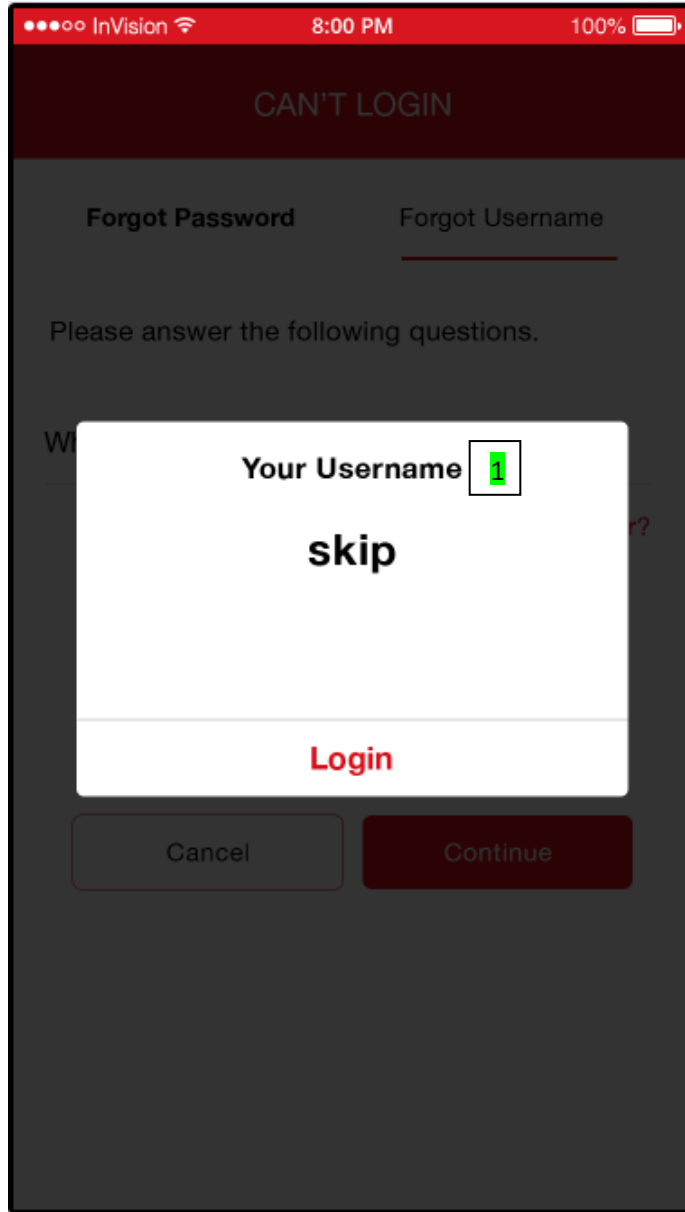 InVision 8:00 PM 100%
CAN'T LOGIN
Forgot Password Forgot Username
Please answer the following questions.
Your Username 1
skip
Login
Cancel Continue